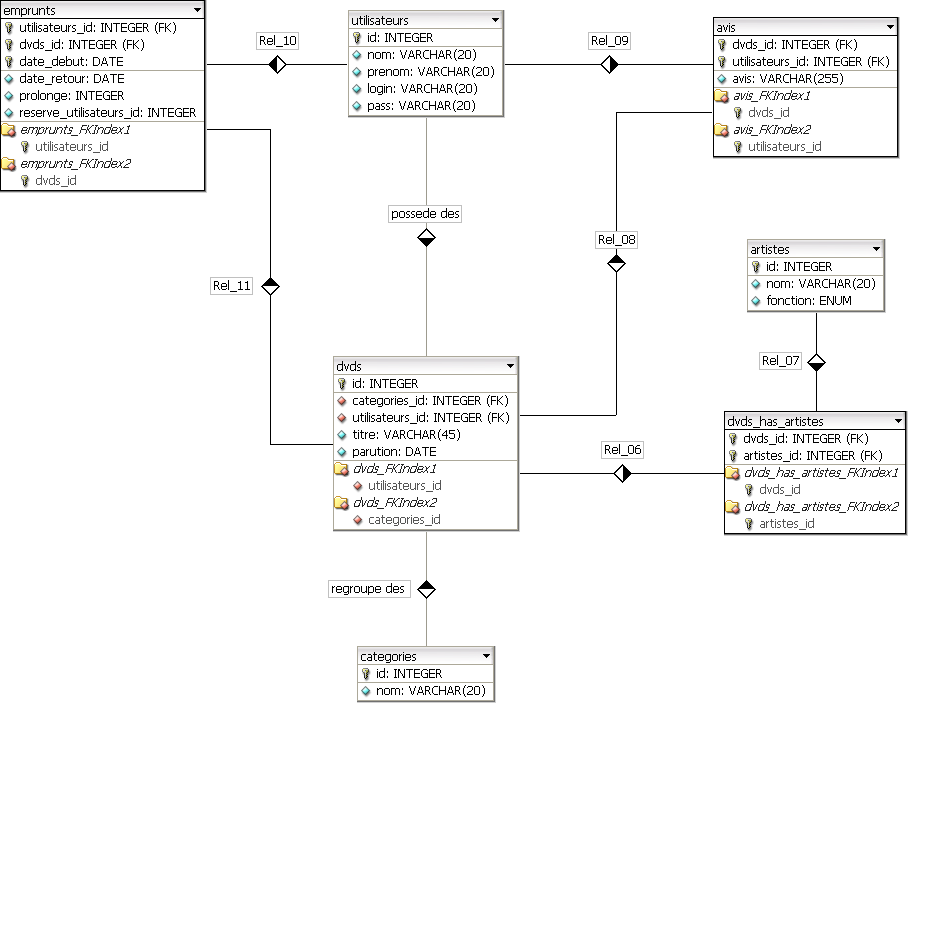 emprunts
utilisateurs_id: INTEGER (FK)
dvds_id: INTEGER (FK)
date_debut: DATE
date_retour: DATE
prolonge: INTEGER
reserve_utilisateurs_id: INTEGER
emprunts_FKIndex1
utilisateurs_id
emprunts_FKIndex2
dvds_id
Rel_10
utilisateurs
id: INTEGER
nom: VARCHAR(20)
prenom: VARCHAR(20)
login: VARCHAR(20)
pass: VARCHAR(20)
Rel_09
avis
dvds_id: INTEGER (FK)
utilisateurs_id: INTEGER (FK)
avis: VARCHAR(255)
avis_FKIndex1
dvds_id
avis_FKIndex2
utilisateurs_id
possede des
Rel_08
Rel_11
artistes
id: INTEGER
nom: VARCHAR(20)
fonction: ENUM
Rel_07
dvds
id: INTEGER
categories_id: INTEGER (FK)
utilisateurs_id: INTEGER (FK)
titre: VARCHAR(45)
parution: DATE
dvds_FKIndex1
utilisateurs_id
dvds_FKIndex2
categories_id
Rel_06
dvds_has_artistes
dvds_id: INTEGER (FK)
artistes_id: INTEGER (FK)
dvds_has_artistes_FKIndex1
dvds_id
dvds_has_artistes_FKIndex2
artistes_id
regroupe des
categories
id: INTEGER
nom: VARCHAR(20)